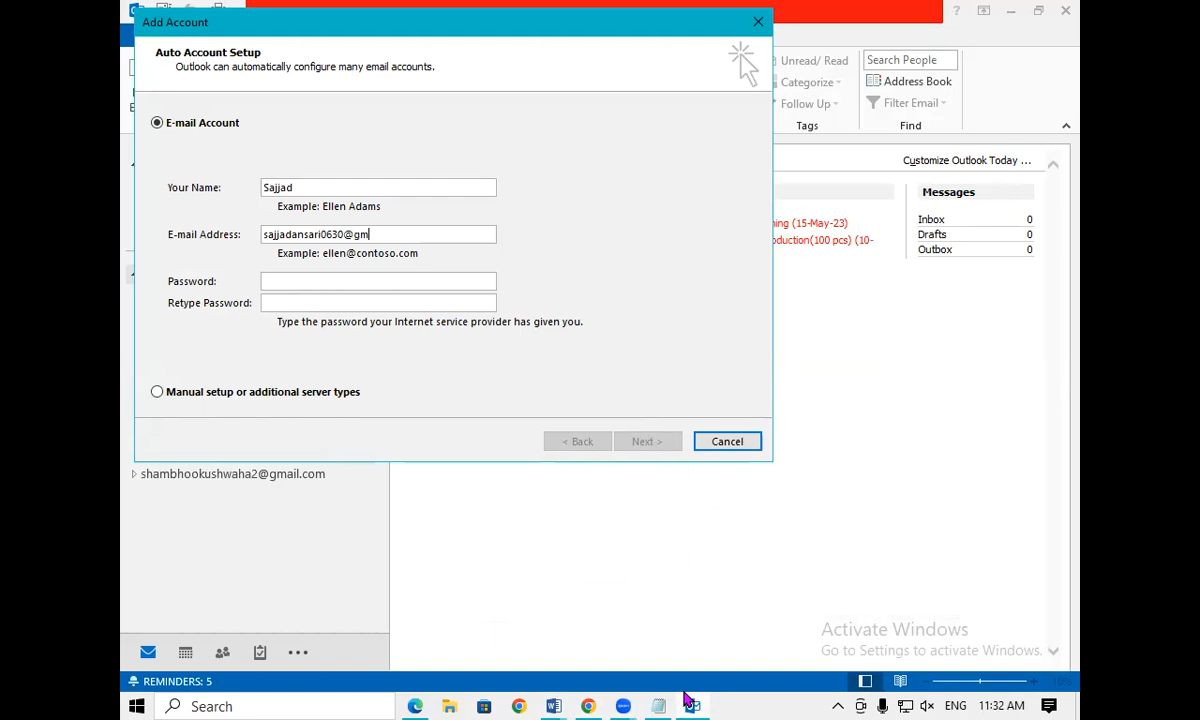 Add Account
Auto Account Setup
Outlook can automatically configure many email accounts.
E-mail Account
Your Name: Sajjad
Example: Ellen Adams
E-mail Address: sajjadansari0630@gm
Example: ellen@contoso.com
Password:
Retype Password:
Type the password your Internet service provider has given you.
Manual setup or additional server types
< Back Next > Cancel
Unread/ Read
Categorize
Follow Up
Tags
Search People
Address Book
Filter Email
Find
Customize Outlook Today ...
Messages
Inbox 0
Drafts 0
Outbox 0
ning (15-May-23)
oduction(100 pcs) (10-
shambhookushwaha2@gmail.com
Activate Windows
Go to Settings to activate Windows.
REMINDERS: 5
10%
Search
ENG 11:32 AM